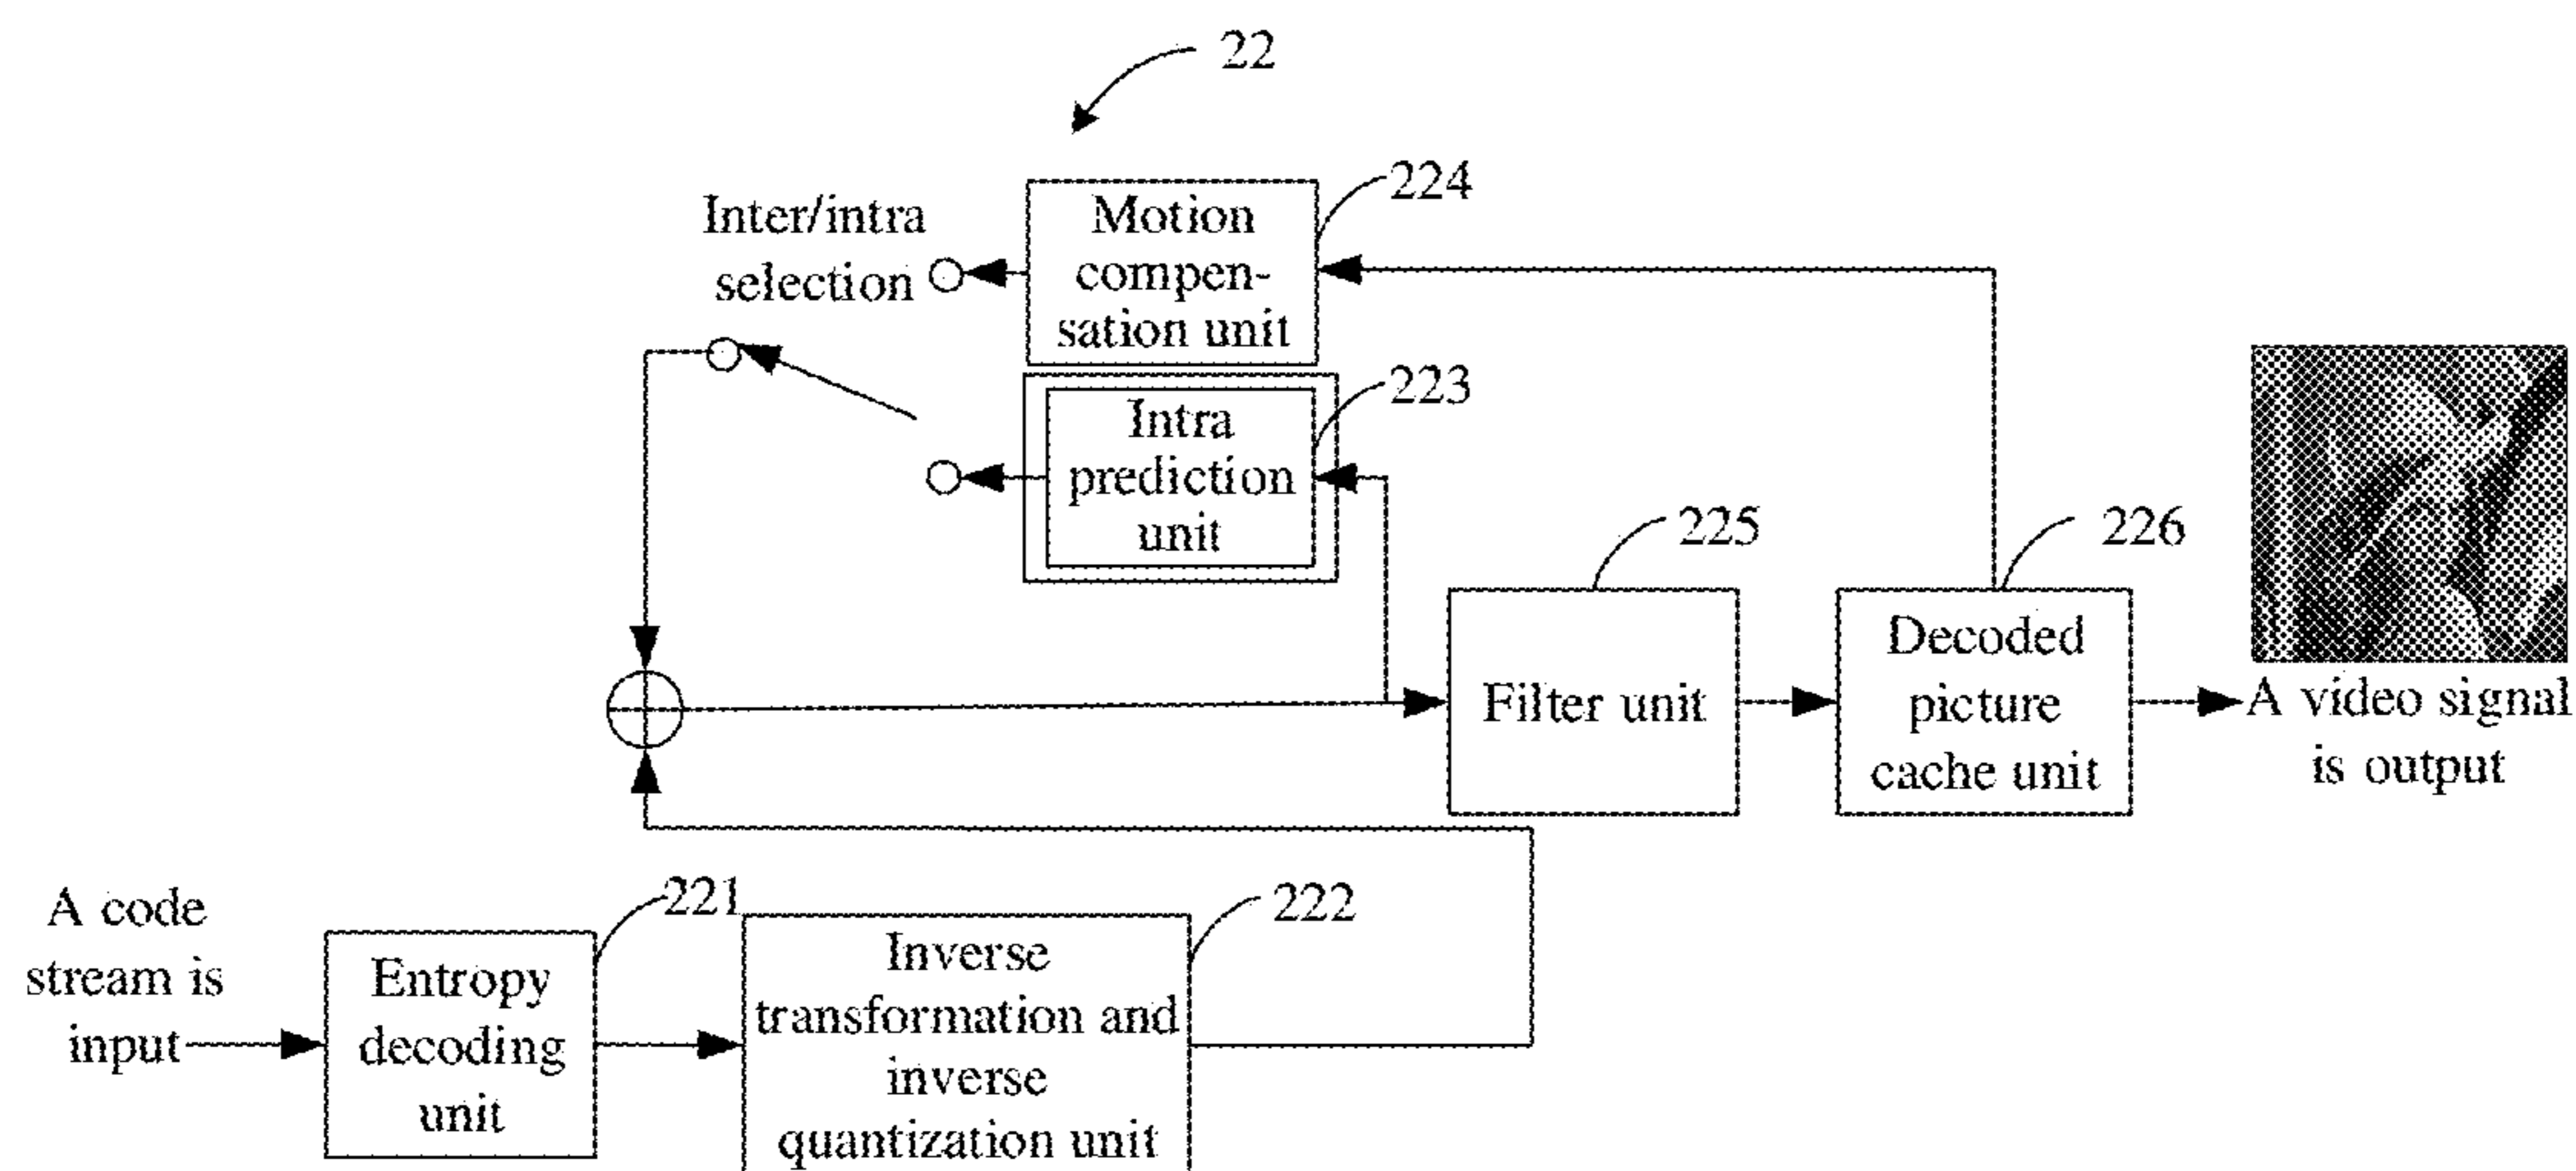 22
224
Inter/intra
selection
Motion
compen-
sation unit
223
Intra
prediction
unit
225
Filter unit
226
Decoded
picture
cache unit
A video signal
is output
A code
stream is
input
221
Entropy
decoding
unit
222
Inverse
transformation and
inverse
quantization unit